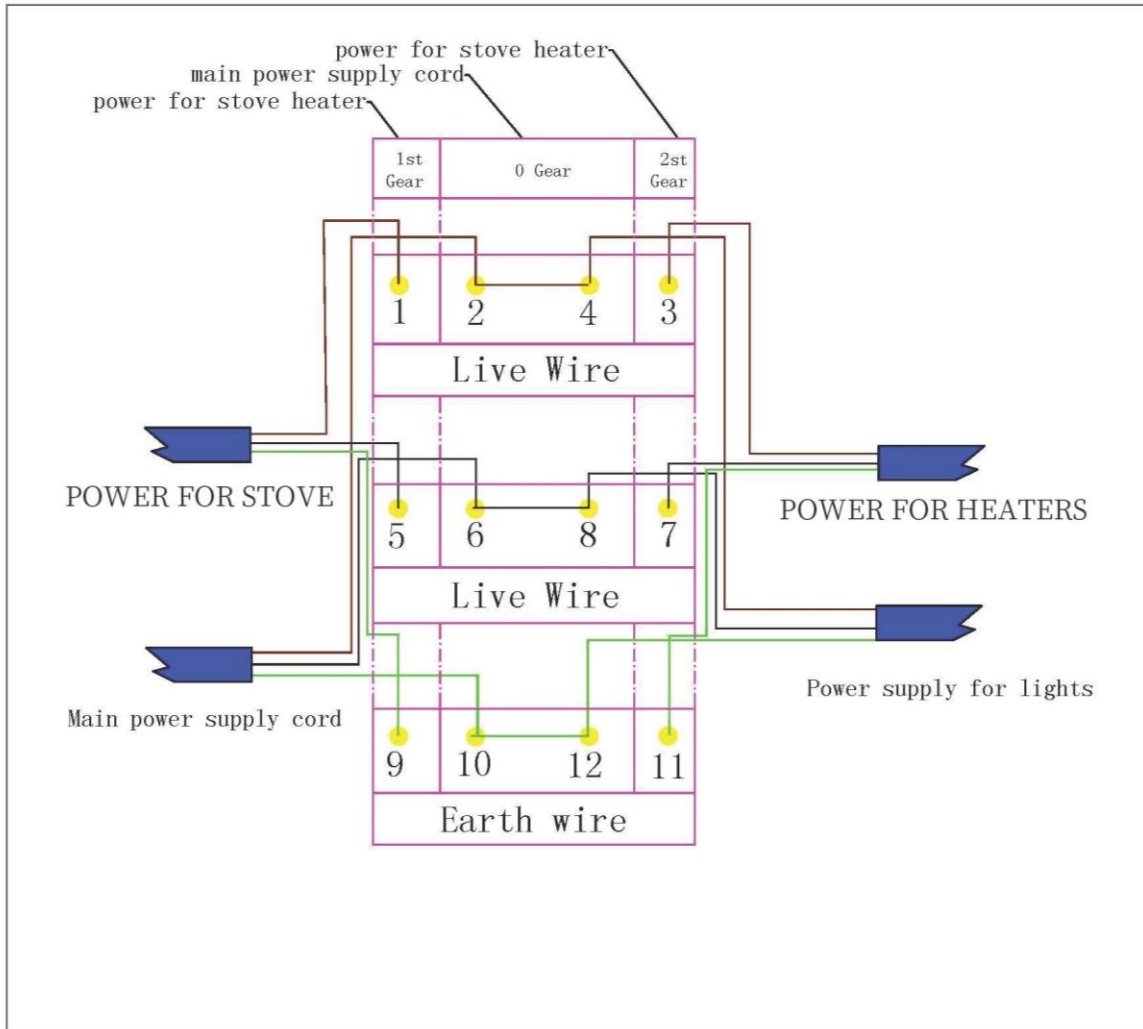 power for stove heater
main power supply cord
power for stove heater
1st
Gear
0 Gear
2st
Gear
1
2
4
3
Live Wire
POWER FOR STOVE
POWER FOR HEATERS
5
6
8
7
Live Wire
Main power supply cord
Power supply for lights
9
10
12
11
Earth wire